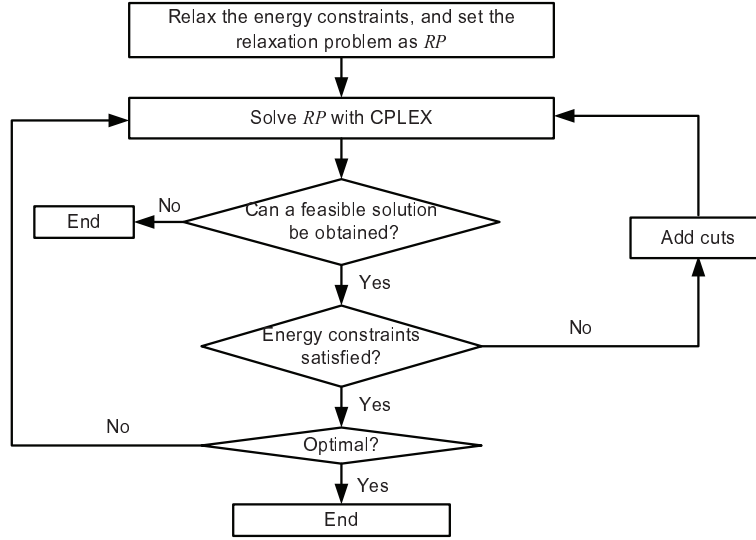 Relax the energy constraints, and set the
relaxation problem as RP
Solve RP with CPLEX
Can a feasible solution
be obtained?
No
End
Add cuts
Yes
Energy constraints
satisfied?
No
Yes
No
Optimal?
Yes
End